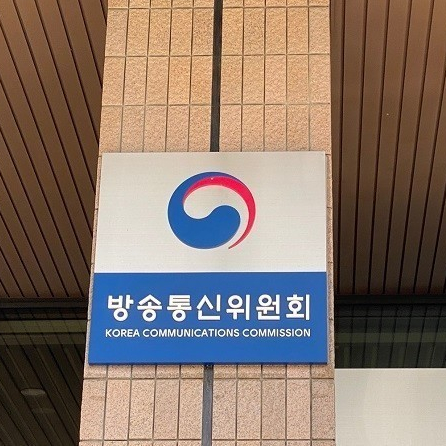 방송통신위원회
KOREA COMMUNICATIONS COMMISSION